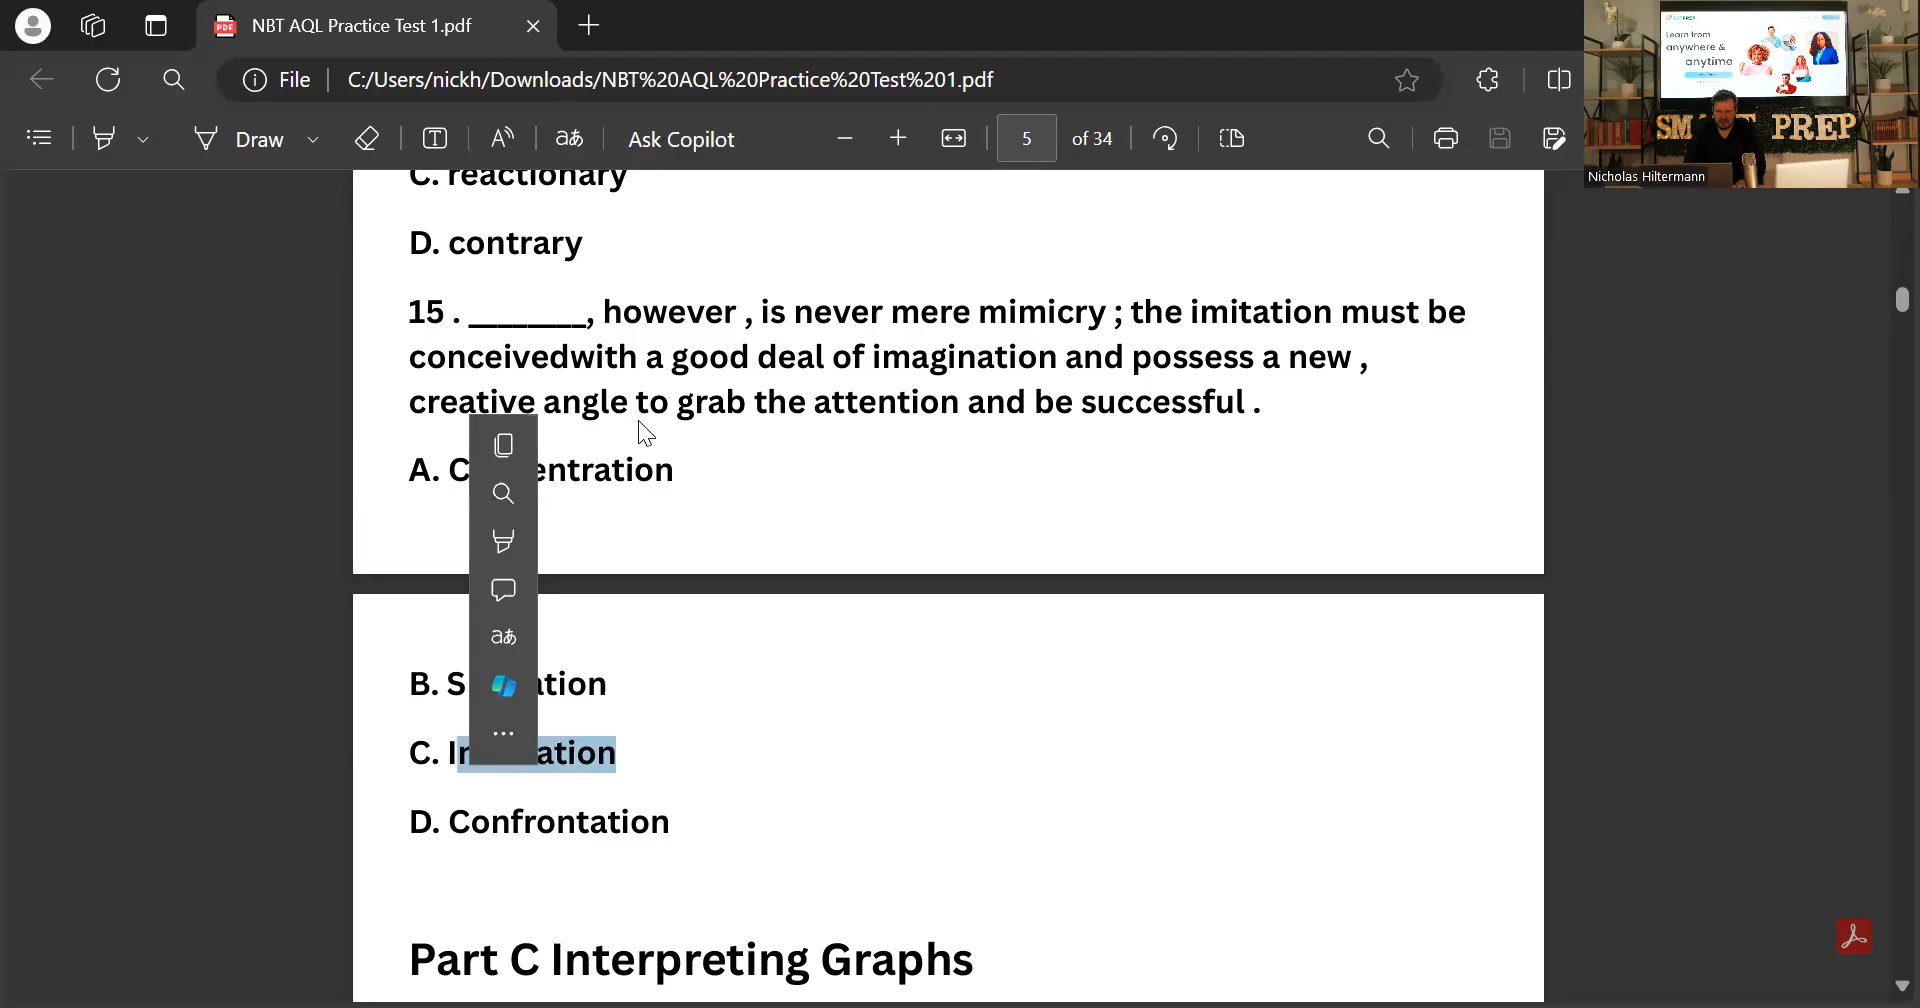 NBT AQL Practice Test 1.pdf
File
C:/Users/nickh/Downloads/NBT%20AQL%20Practice%20Test%201.pdf
Draw
Ask Copilot
5 of 34
Learn from
anywhere &
anytime
PREP
Nicholas Hiltermann
C. reactionary
D. contrary
15 . ________, however , is never mere mimicry ; the imitation must be
conceivedwith a good deal of imagination and possess a new ,
creative angle to grab the attention and be successful .
A. C entration
B. S ation
C. I ation
D. Confrontation
Part C Interpreting Graphs